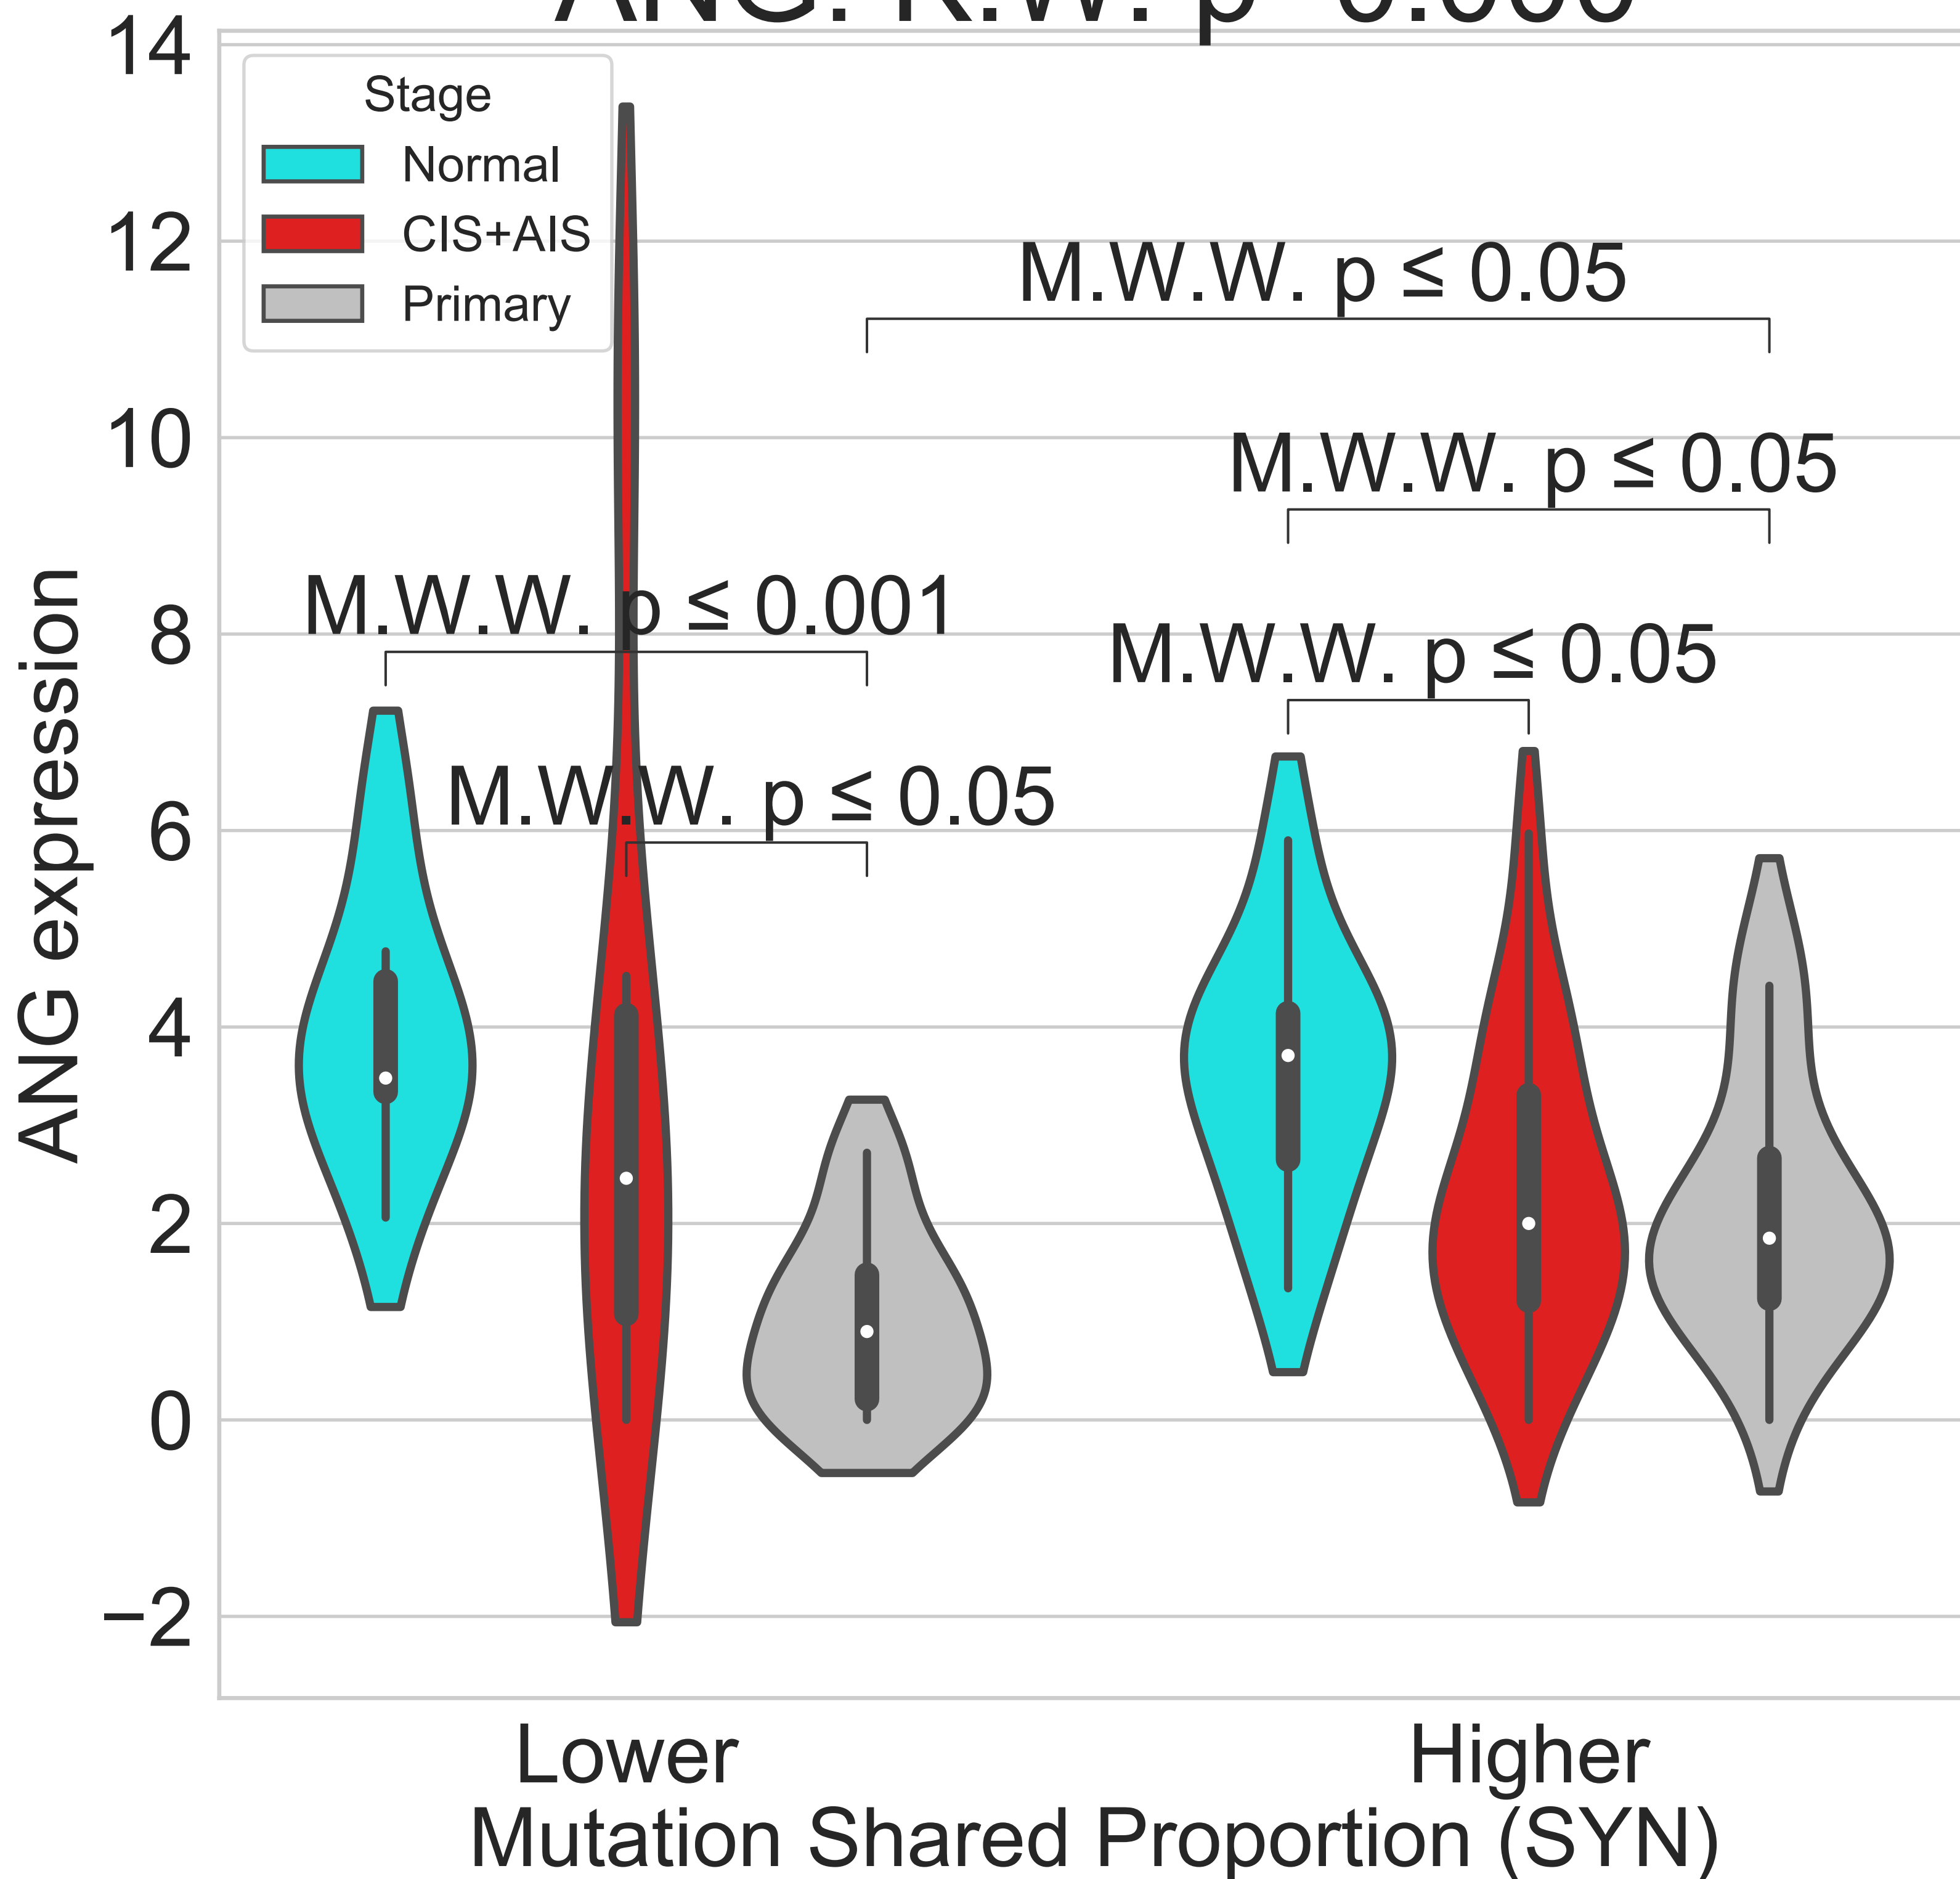 ANG: K.W. p
14
Stage
Normal
CIS+AIS
Primary
12
M.W.W. p ≤ 0.05
10
M.W.W. p ≤ 0.05
M.W.W. p ≤ 0.001
8
M.W.W. p ≤ 0.05
M.W.W. p ≤ 0.05
6
ANG expression
4
2
0
−2
Lower
Higher
Mutation Shared Proportion (SYN)